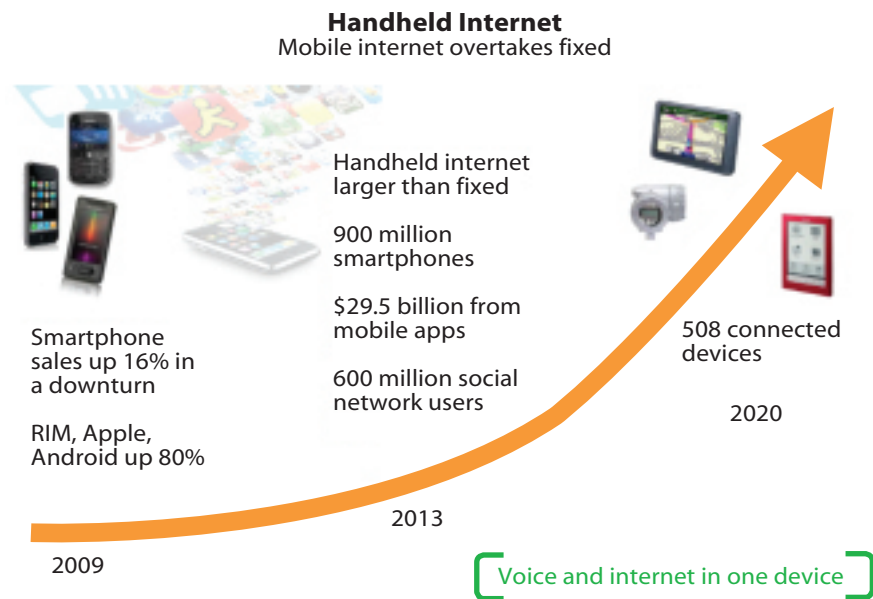 Handheld Internet
Mobile internet overtakes fixed
Smartphone
sales up 16% in
a downturn
RIM, Apple,
Android up 80%
2009
Handheld internet
larger than fixed
900 million
smartphones
$29.5 billion from
mobile apps
600 million social
network users
2013
508 connected
devices
2020
Voice and internet in one device